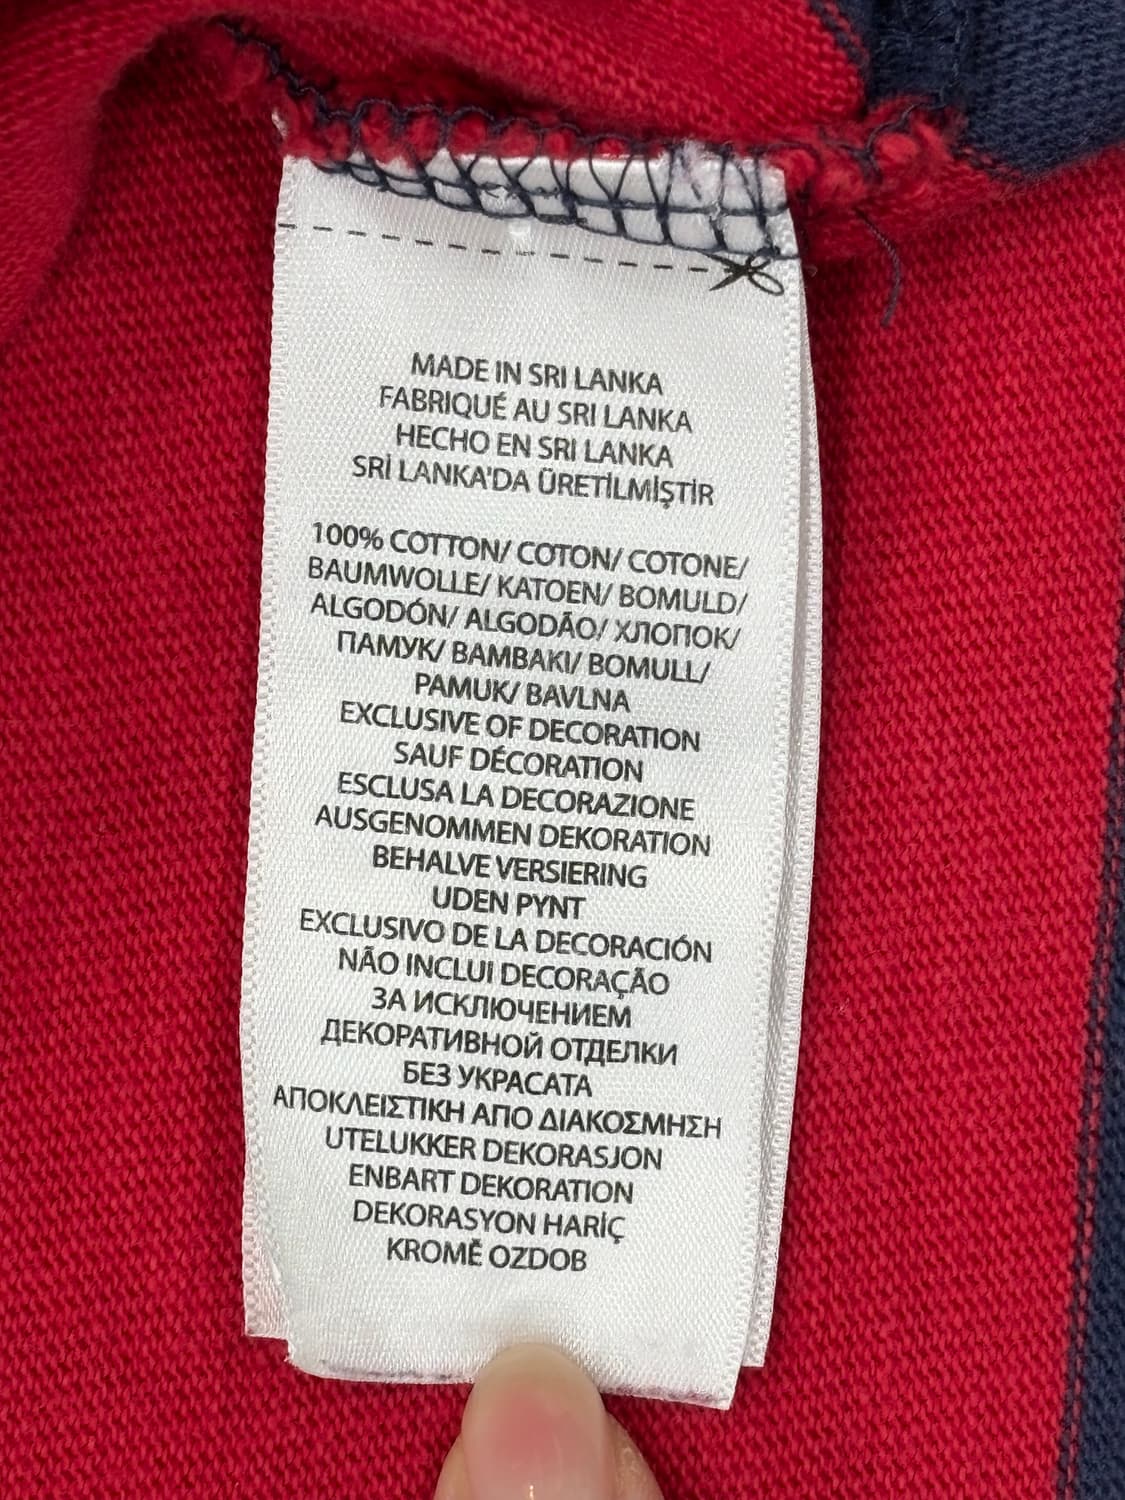 MADE IN SRI LANKA
FABRIQUÉ AU SRI LANKA
HECHO EN SRI LANKA
SRİ LANKA'DA ÜRETİLMİŞTİR
100% COTTON/ COTON/ COTONE/
BAUMWOLLE/ KATOEN/ BOMULD/
ALGODÓN/ ALGODÃO/ ХЛОПОК/
ПАМУК/ BAMBAKI/ BOMULL/
PAMUK/ BAVLNA
EXCLUSIVE OF DECORATION
SAUF DÉCORATION
ESCLUSA LA DECORAZIONE
AUSGENOMMEN DEKORATION
BEHALVE VERSIERING
UDEN PYNT
EXCLUSIVO DE LA DECORACIÓN
NÃO INCLUI DECORAÇÃO
ЗА ИСКЛЮЧЕНИЕМ
ДЕКОРАТИВНОЙ ОТДЕЛКИ
БЕЗ УКРАСАТА
ΑΠΟΚΛΕΙΣΤΙΚΗ ΑΠΟ ΔΙΑΚΟΣΜΗΣΗ
UTELUKKER DEKORASJON
ENBART DEKORATION
DEKORASYON HARİÇ
KROMĚ OZDOB